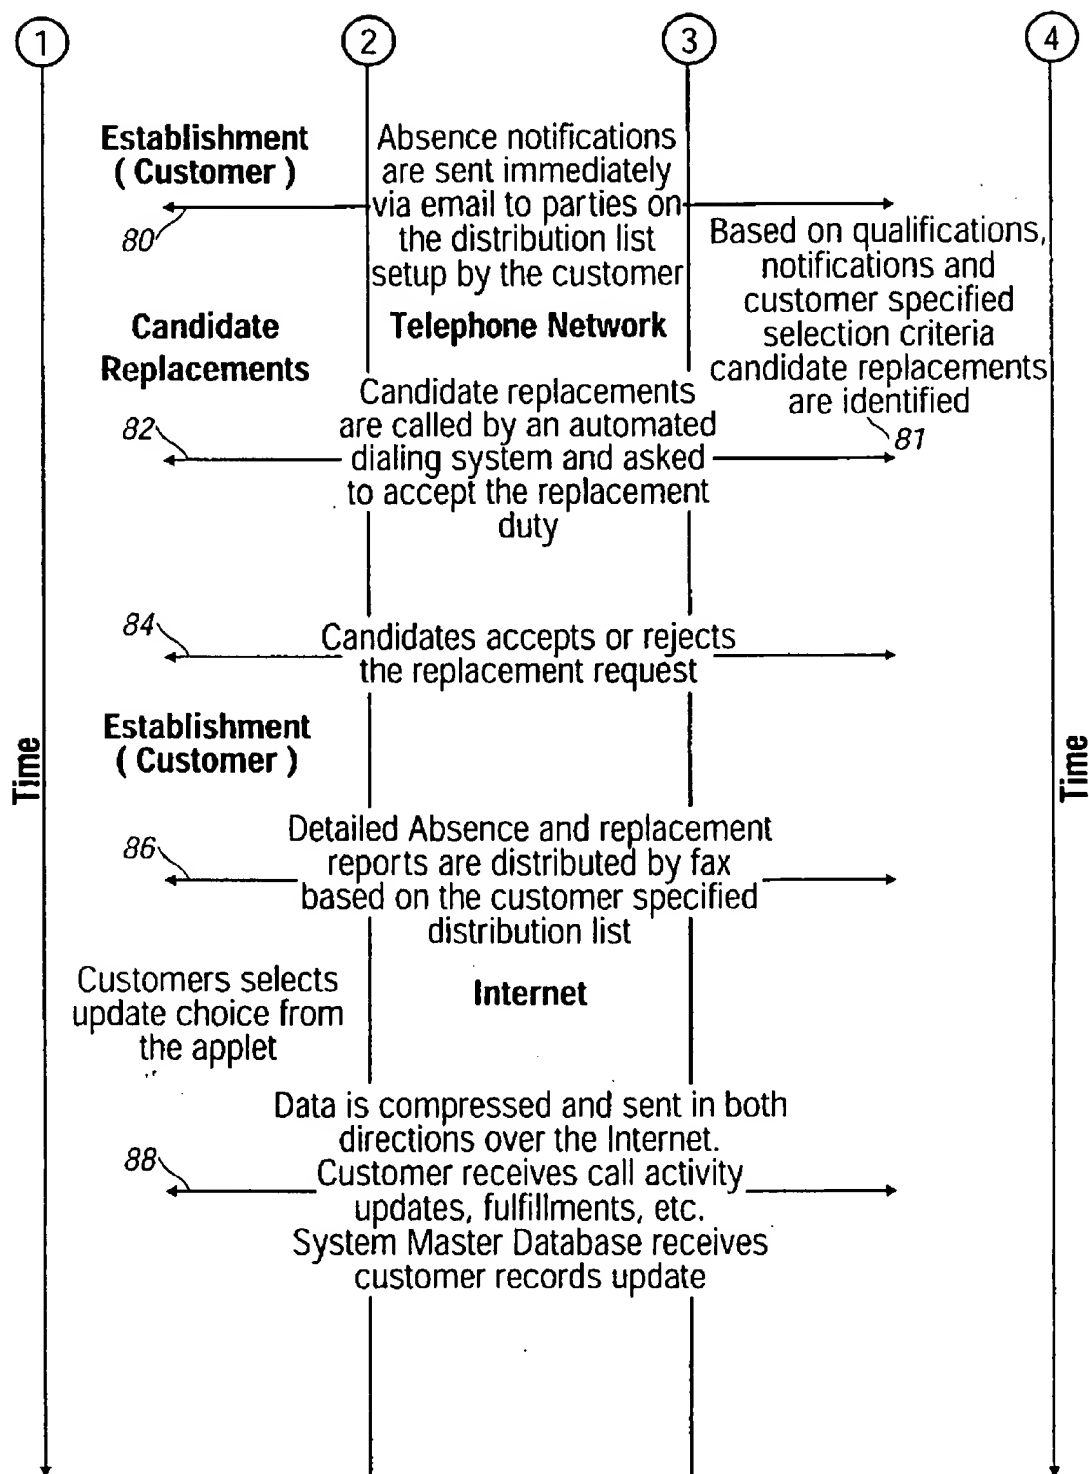 1
2
3
4
Establishment
( Customer )
80
Absence notifications
are sent immediately
via email to parties on
the distribution list
setup by the customer
Based on qualifications,
notifications and
customer specified
selection criteria
candidate replacements
are identified
81
Candidate
Replacements
Telephone Network
82
Candidate replacements
are called by an automated
dialing system and asked
to accept the replacement
duty
84
Candidates accepts or rejects
the replacement request
Establishment
( Customer )
Time
Time
86
Detailed Absence and replacement
reports are distributed by fax
based on the customer specified
distribution list
Customers selects
update choice from
the applet
Internet
88
Data is compressed and sent in both
directions over the Internet.
Customer receives call activity
updates, fulfillments, etc.
System Master Database receives
customer records update